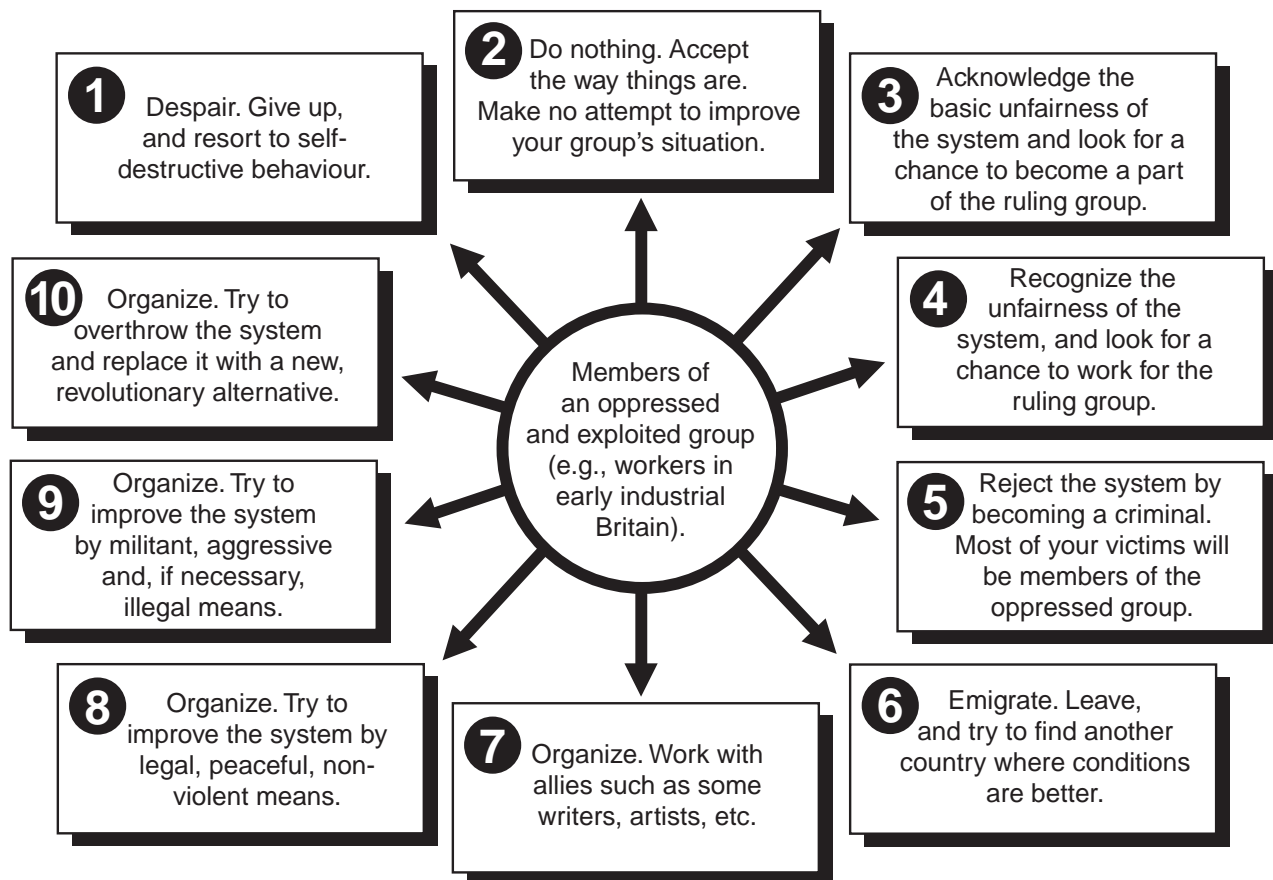 1
Despair. Give up,
and resort to self-
destructive behaviour.
2
Do nothing. Accept
the way things are.
Make no attempt to improve
your group's situation.
3
Acknowledge the
basic unfairness of
the system and look for a
chance to become a part
of the ruling group.
4
Recognize the
unfairness of the
system, and look for a
chance to work for the
ruling group.
5
Reject the system by
becoming a criminal.
Most of your victims will
be members of the
oppressed group.
6
Emigrate. Leave,
and try to find another
country where conditions
are better.
7
Organize. Work with
allies such as some
writers, artists, etc.
8
Organize. Try to
improve the system by
legal, peaceful, non-
violent means.
9
Organize. Try to
improve the system
by militant, aggressive
and, if necessary,
illegal means.
10
Organize. Try to
overthrow the system
and replace it with a new,
revolutionary alternative.
Members of
an oppressed
and exploited group
(e.g., workers in
early industrial
Britain).